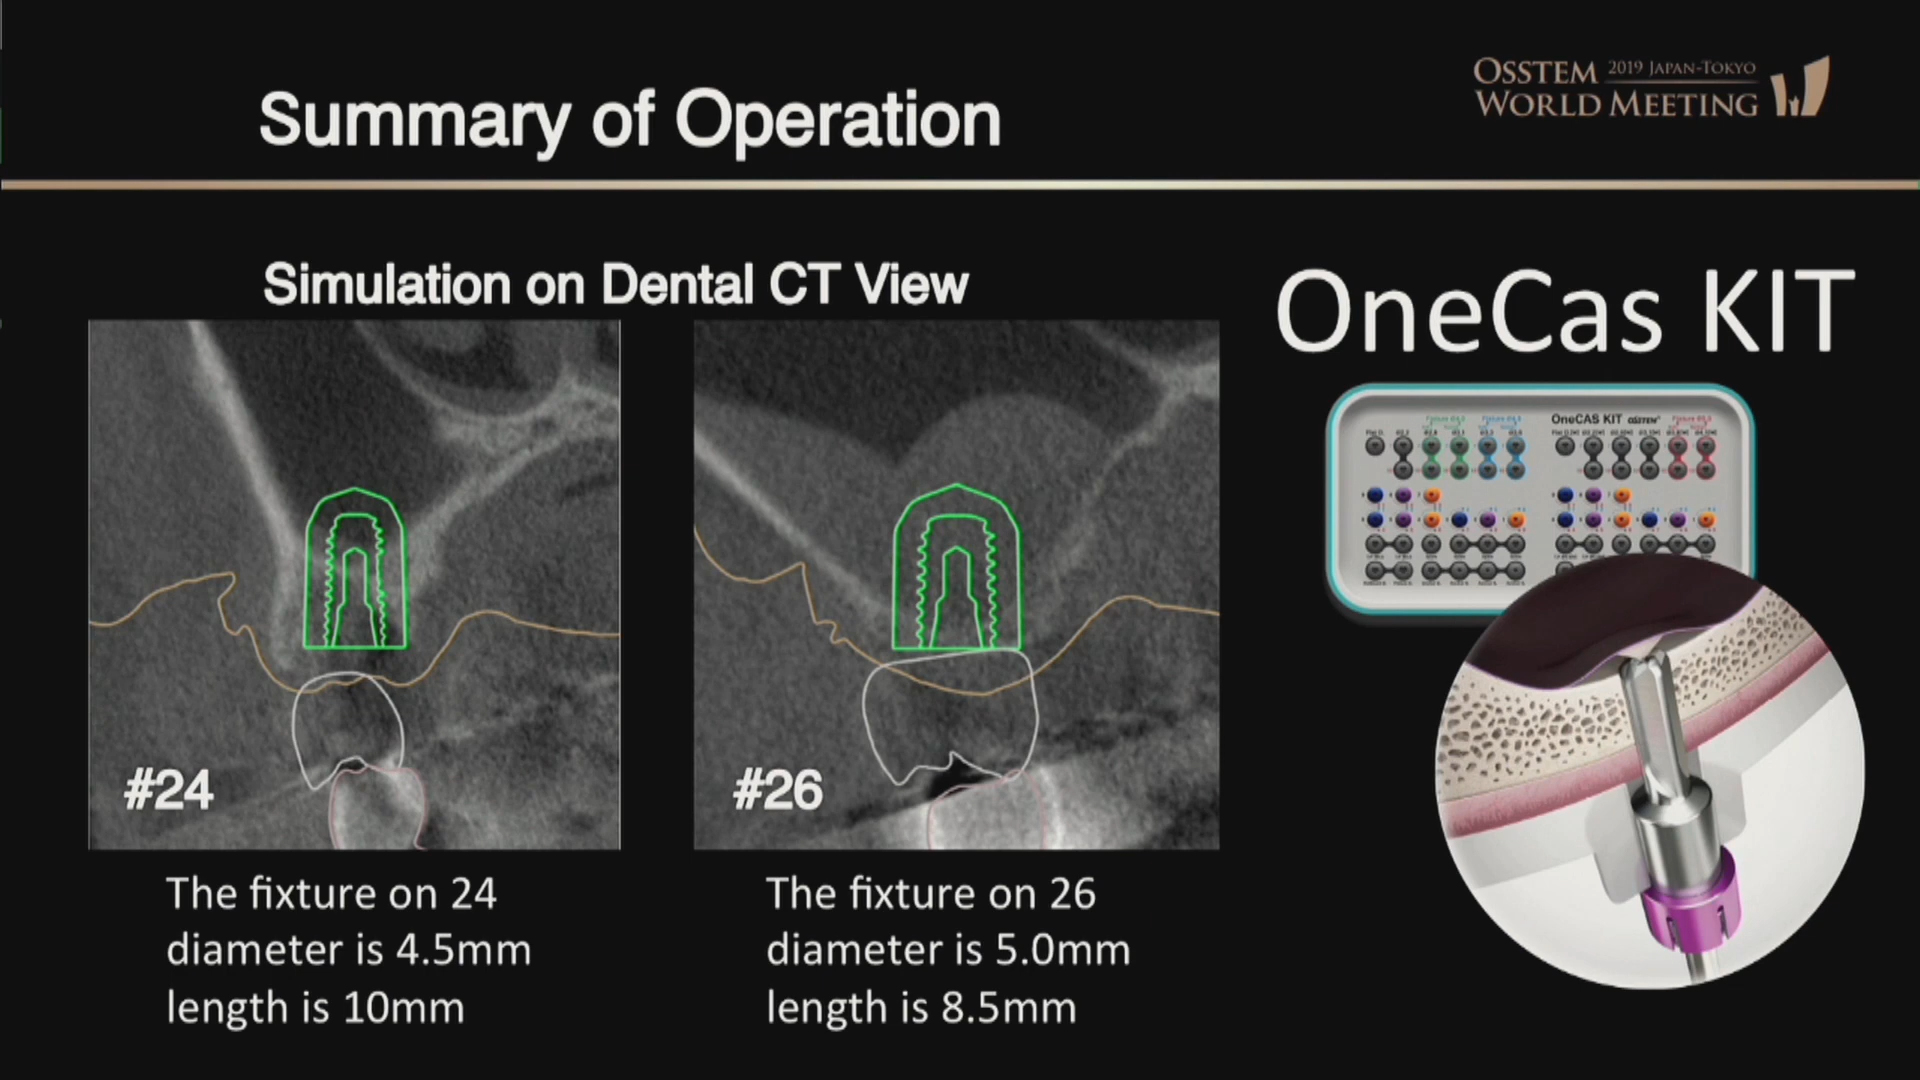 Summary of Operation
OSSTEM 2019 JAPAN-TOKYO
WORLD MEETING
Simulation on Dental CT View
OneCas KIT
OneCAS KIT
#24
#26
The fixture on 24
diameter is 4.5mm
length is 10mm
The fixture on 26
diameter is 5.0mm
length is 8.5mm